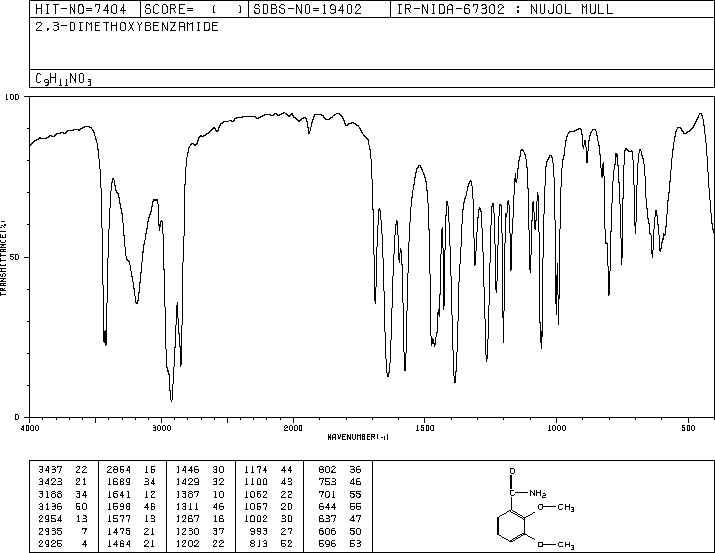 HIT-NO=7404 SCORE= ( ) SDBS-NO=19402 IR-NIDA-67302 : NUJOL MULL
2,3-DIMETHOXYBENZAMIDE
C9H11NO3
100
50
0
TRANSMITTANCE(%)
4000 3000 2000 1500 1000 500
WAVENUMBER(-1)
3437 22 2854 15 1446 30 1174 44 802 36
3423 21 1689 34 1429 32 1100 43 753 46
3188 34 1641 12 1387 10 1062 22 701 55
3136 60 1598 46 1311 46 1057 20 644 55
2954 13 1577 13 1267 16 1002 30 637 47
2935 7 1475 21 1230 37 993 27 606 50
2925 4 1464 21 1202 22 813 52 596 53
O
C NH2
O CH3
O CH3